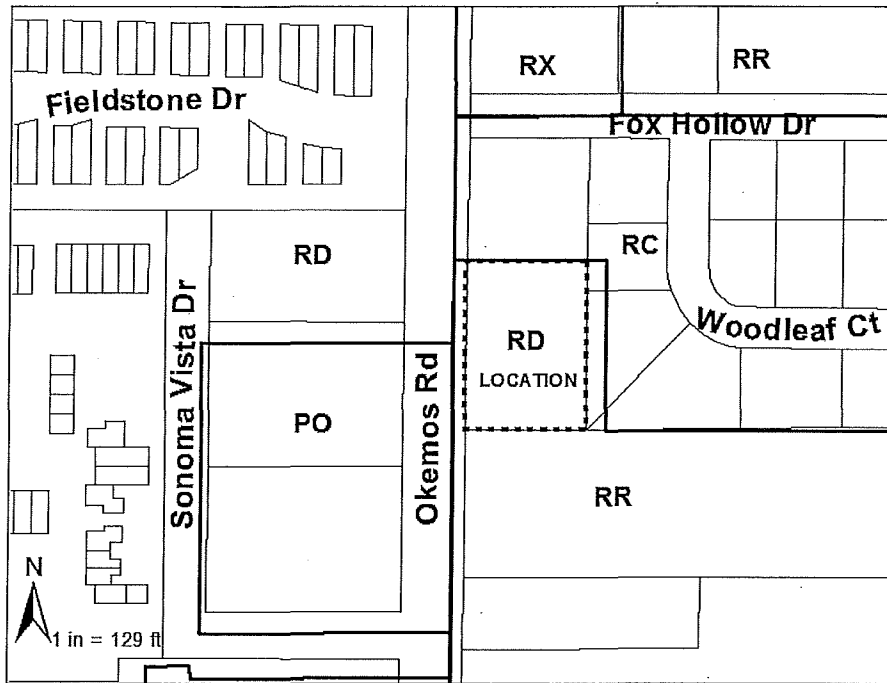 RX
RR
Fieldstone Dr
Fox Hollow Dr
RD
RC
Sonoma Vista Dr
Okemos Rd
RD
LOCATION
Woodleaf Ct
PO
RR
N
1 in = 129 ft